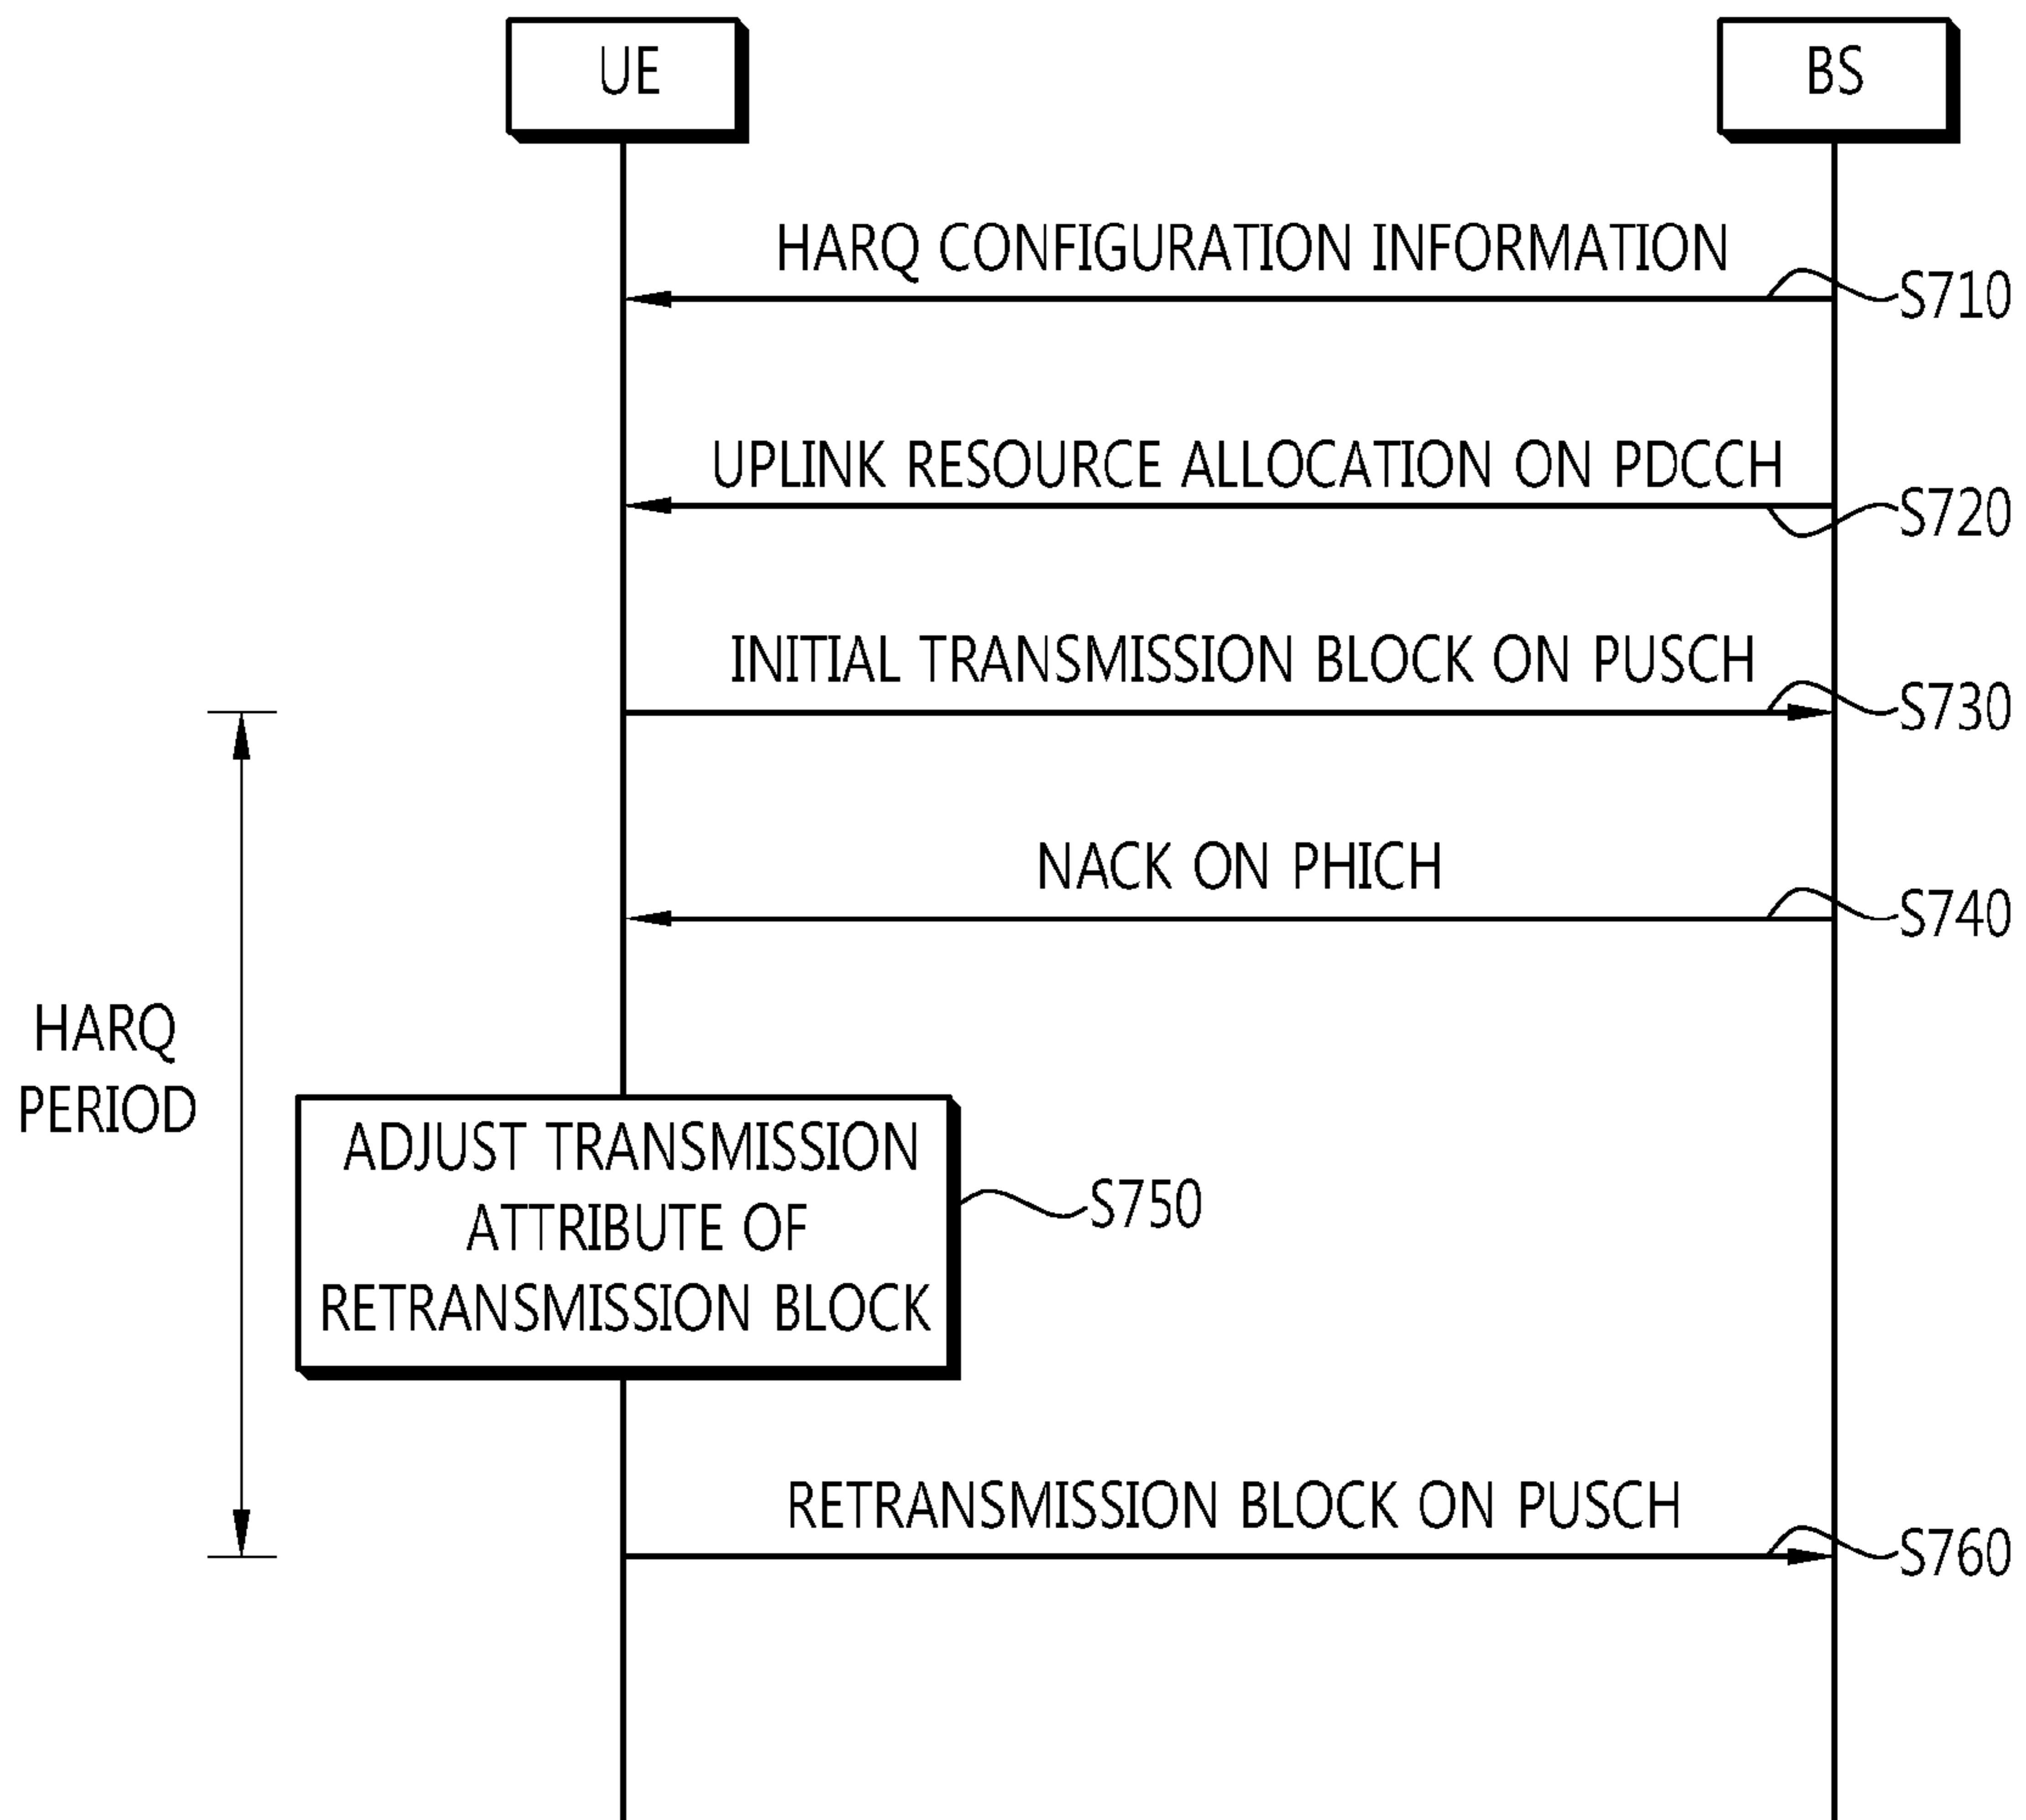 UE
BS
HARQ CONFIGURATION INFORMATION
S710
UPLINK RESOURCE ALLOCATION ON PDCCH
S720
INITIAL TRANSMISSION BLOCK ON PUSCH
S730
NACK ON PHICH
S740
HARQ
PERIOD
ADJUST TRANSMISSION
ATTRIBUTE OF
RETRANSMISSION BLOCK
S750
RETRANSMISSION BLOCK ON PUSCH
S760